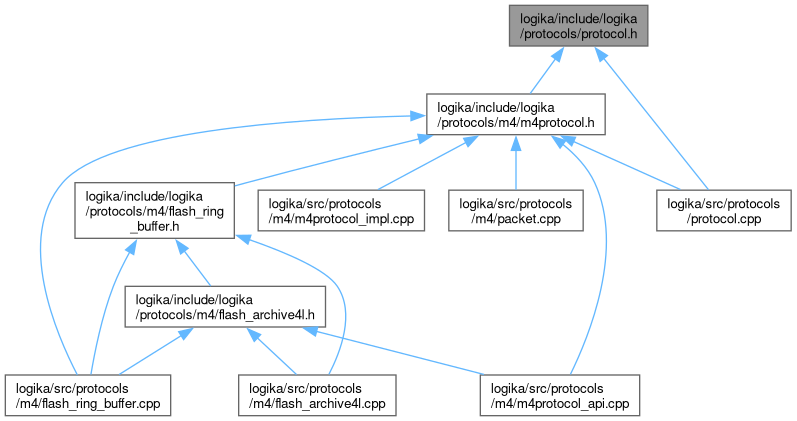 logika/include/logika
/protocols/protocol.h
logika/include/logika
/protocols/m4/m4protocol.h
logika/include/logika
/protocols/m4/flash_ring
_buffer.h
logika/src/protocols
/m4/m4protocol_impl.cpp
logika/src/protocols
/m4/packet.cpp
logika/src/protocols
/protocol.cpp
logika/include/logika
/protocols/m4/flash_archive4l.h
logika/src/protocols
/m4/flash_ring_buffer.cpp
logika/src/protocols
/m4/flash_archive4l.cpp
logika/src/protocols
/m4/m4protocol_api.cpp